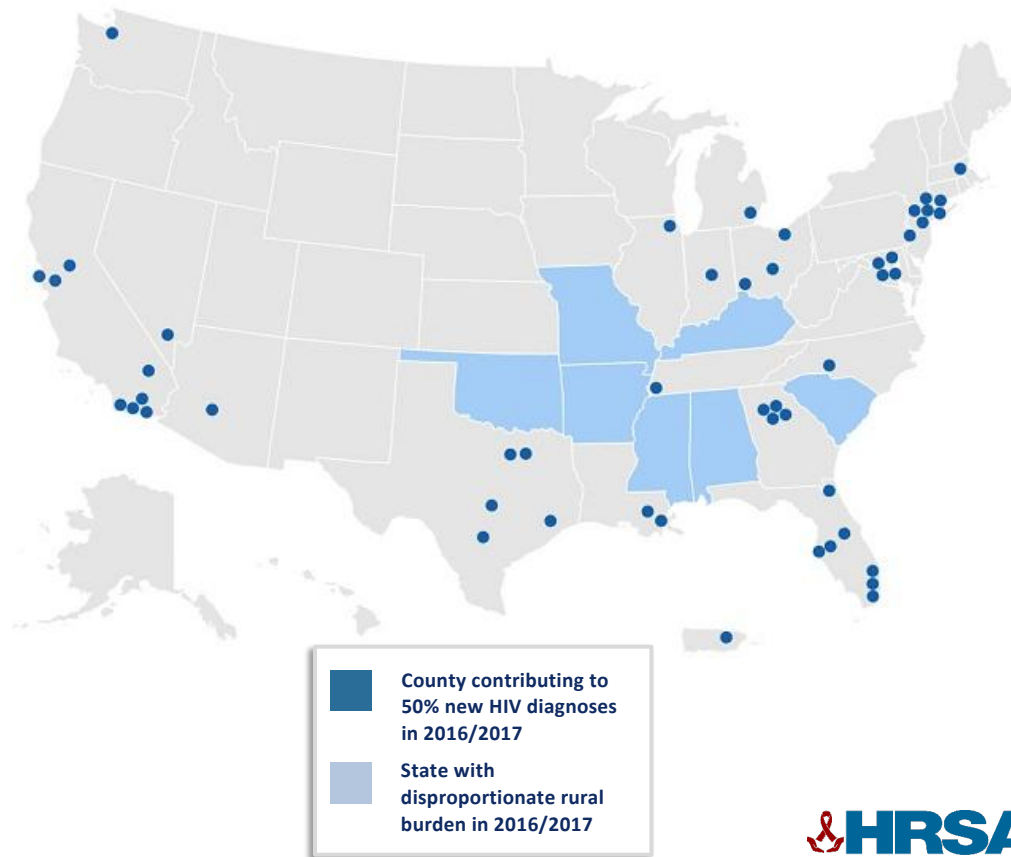 County contributing to
50% new HIV diagnoses
in 2016/2017
State with
disproportionate rural
burden in 2016/2017
HRSA